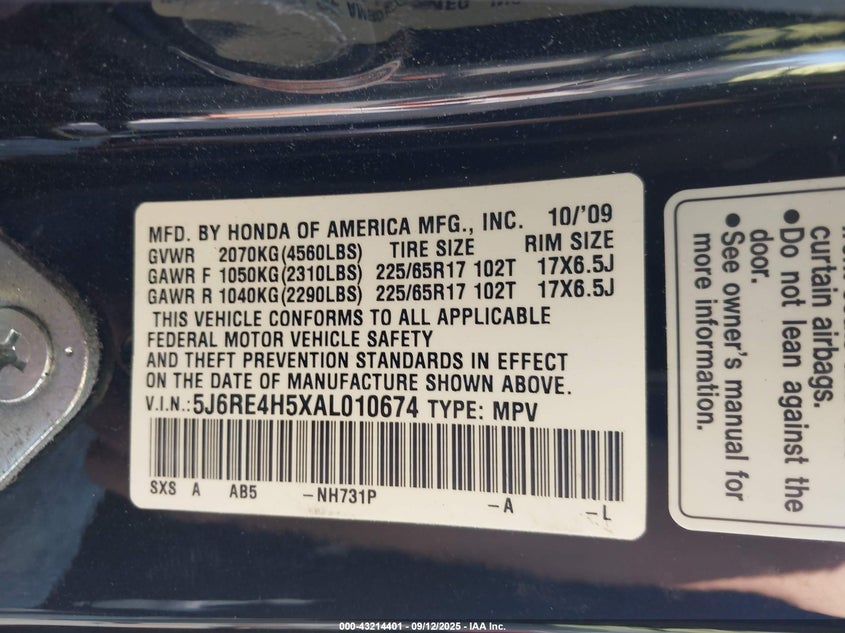 MFD. BY HONDA OF AMERICA MFG., INC. 10/'09
GVWR 2070KG(4560LBS) TIRE SIZE RIM SIZE
GAWR F 1050KG(2310LBS) 225/65R17 102T 17X6.5J
GAWR R 1040KG(2290LBS) 225/65R17 102T 17X6.5J
THIS VEHICLE CONFORMS TO ALL APPLICABLE
FEDERAL MOTOR VEHICLE SAFETY
AND THEFT PREVENTION STANDARDS IN EFFECT
ON THE DATE OF MANUFACTURE SHOWN ABOVE.
V.I.N.:5J6RE4H5XAL010674 TYPE: MPV
SXS A AB5 -NH731P -A -L
curtain airbags.
•Do not lean against the
door.
•See owner's manual for
more information.
000-43214401 - 09/12/2025 - IAA Inc.